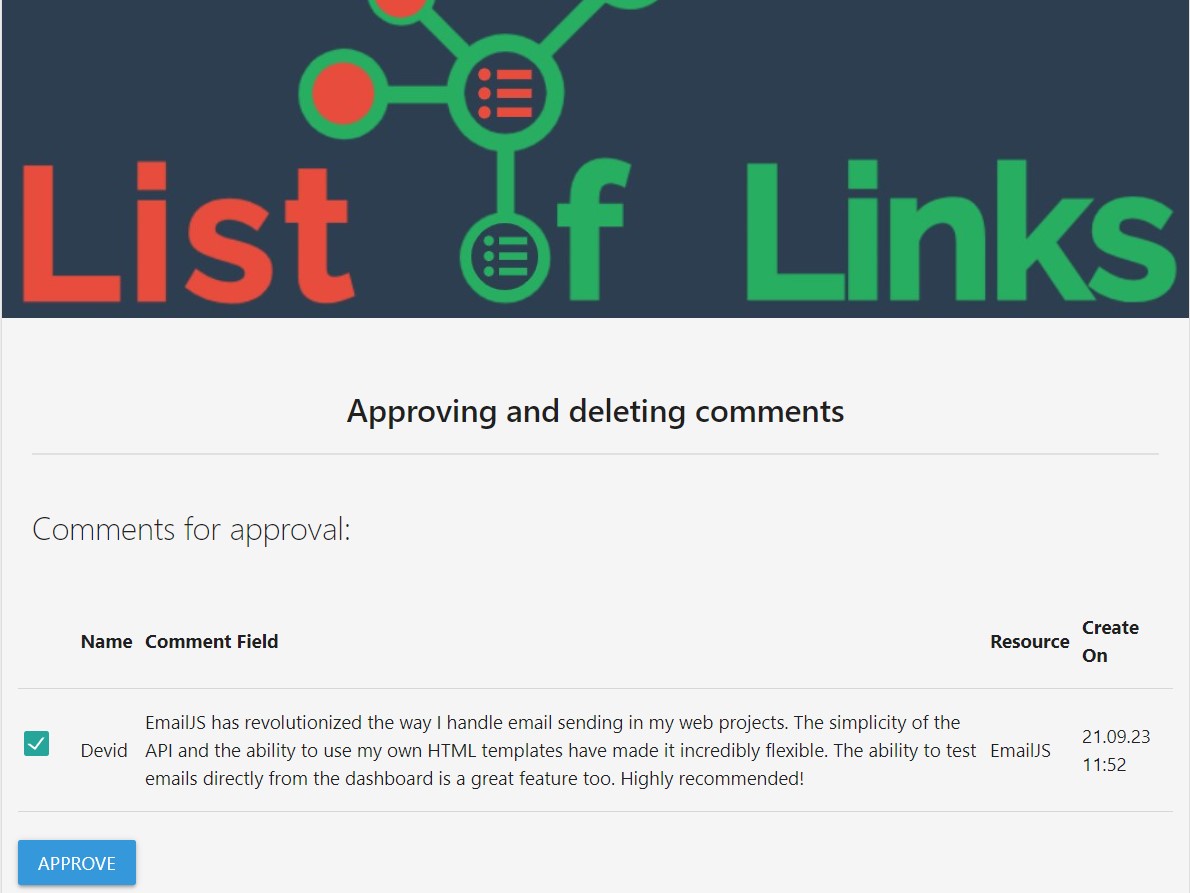 List Of Links
Approving and deleting comments
Comments for approval:
Name Comment Field Resource Create
On
EmailJS has revolutionized the way I handle email sending in my web projects. The simplicity of the
Devid API and the ability to use my own HTML templates have made it incredibly flexible. The ability to test EmailJS 21.09.23
emails directly from the dashboard is a great feature too. Highly recommended! 11:52
APPROVE